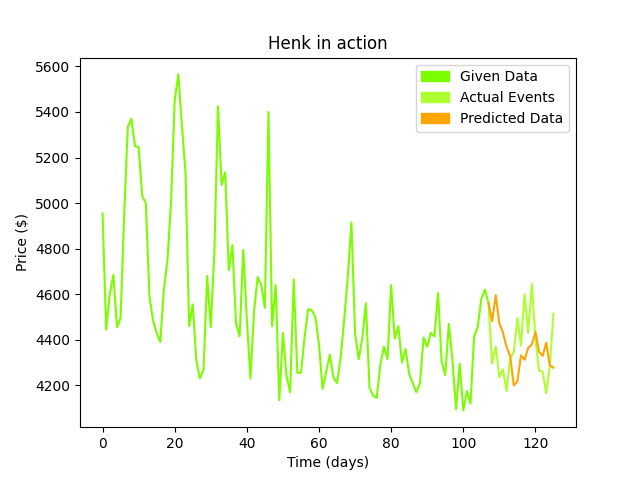 Henk in action
Given Data
Actual Events
Predicted Data
Price ($)
5600
5400
5200
5000
4800
4600
4400
4200
0 20 40 60 80 100 120
Time (days)